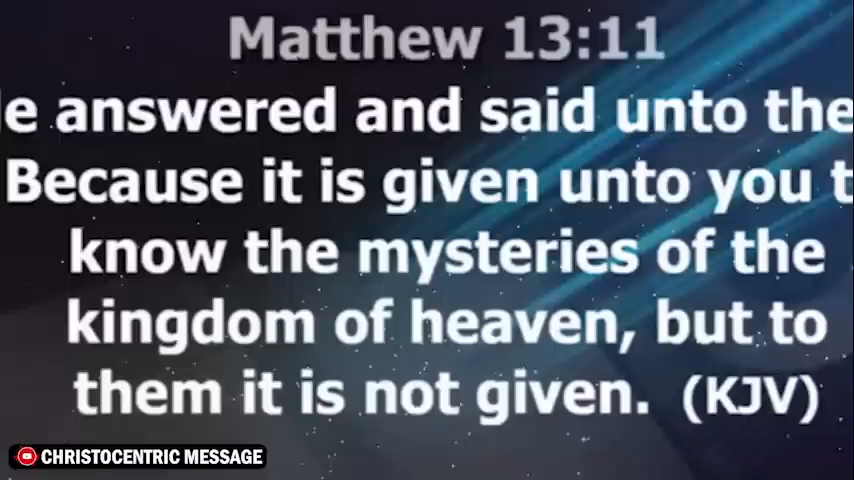 Matthew 13:11
le answered and said unto the
Because it is given unto you t
know the mysteries of the
kingdom of heaven, but to
them it is not given. (KJV)
CHRISTOCENTRIC MESSAGE